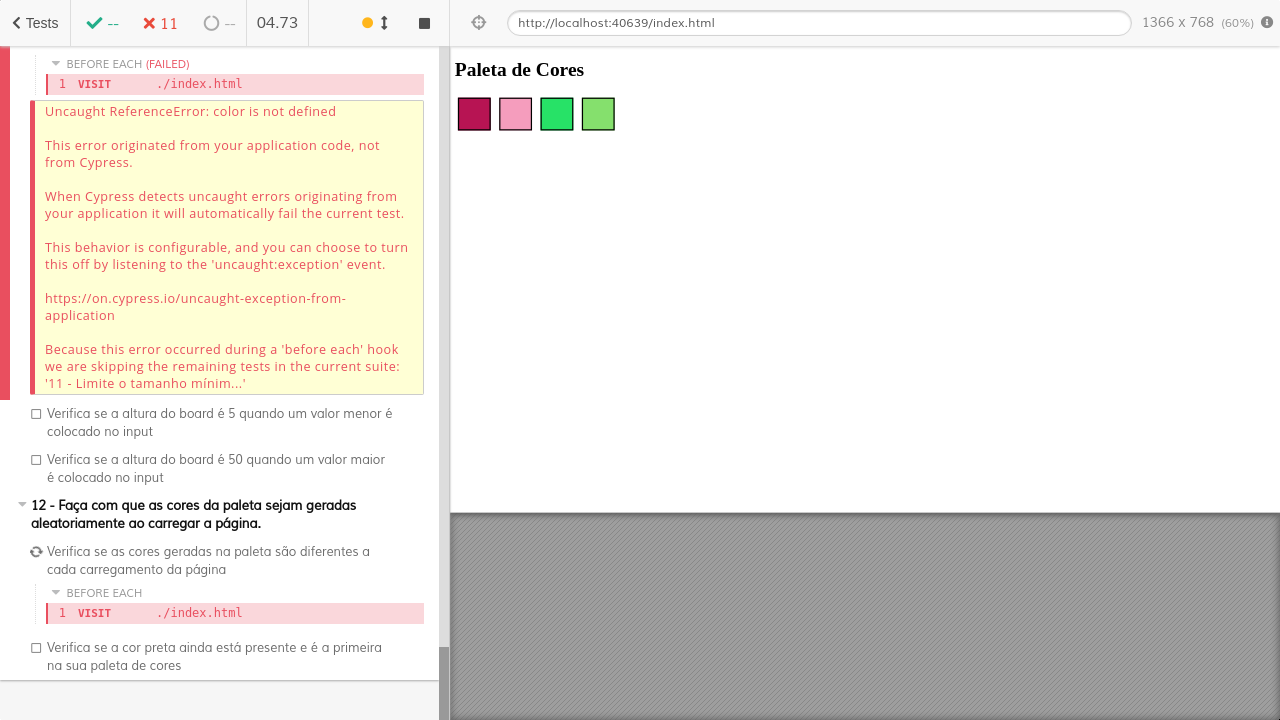 Tests
--
11
--
04.73
http://localhost:40639/index.html
1366 x 768 (60%)
BEFORE EACH (FAILED)
1 VISIT ./index.html
Uncaught ReferenceError: color is not defined
This error originated from your application code, not
from Cypress.
When Cypress detects uncaught errors originating from
your application it will automatically fail the current test.
This behavior is configurable, and you can choose to turn
this off by listening to the 'uncaught:exception' event.
https://on.cypress.io/uncaught-exception-from-
application
Because this error occurred during a 'before each' hook
we are skipping the remaining tests in the current suite:
'11 - Limite o tamanho mínim...'
Verifica se a altura do board é 5 quando um valor menor é
colocado no input
Verifica se a altura do board é 50 quando um valor maior
é colocado no input
12 - Faça com que as cores da paleta sejam geradas
aleatoriamente ao carregar a página.
Verifica se as cores geradas na paleta são diferentes a
cada carregamento da página
BEFORE EACH
1 VISIT ./index.html
Verifica se a cor preta ainda está presente e é a primeira
na sua paleta de cores
Paleta de Cores